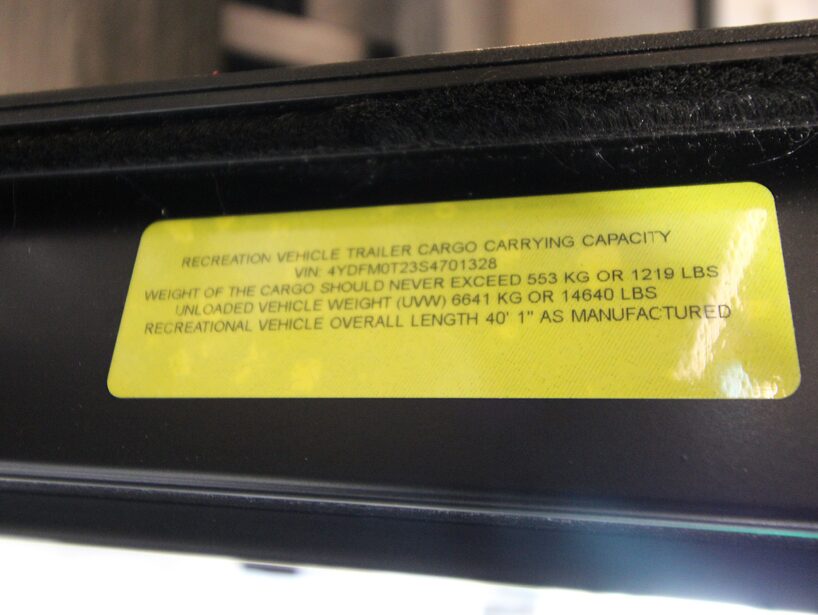 RECREATION VEHICLE TRAILER CARGO CARRYING CAPACITY
VIN: 4YDFM0T23S4701328
WEIGHT OF THE CARGO SHOULD NEVER EXCEED 553 KG OR 1219 LBS
UNLOADED VEHICLE WEIGHT (UVW) 6641 KG OR 14640 LBS
RECREATIONAL VEHICLE OVERALL LENGTH 40' 1" AS MANUFACTURED